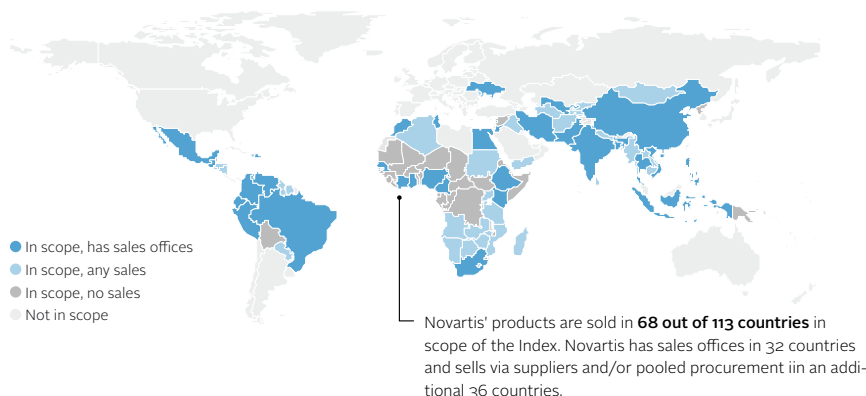 In scope, has sales offices
In scope, any sales
In scope, no sales
Not in scope
Novartis' products are sold in 68 out of 113 countries in
scope of the Index. Novartis has sales offices in 32 countries
and sells via suppliers and/or pooled procurement iin an addi-
tional 36 countries.